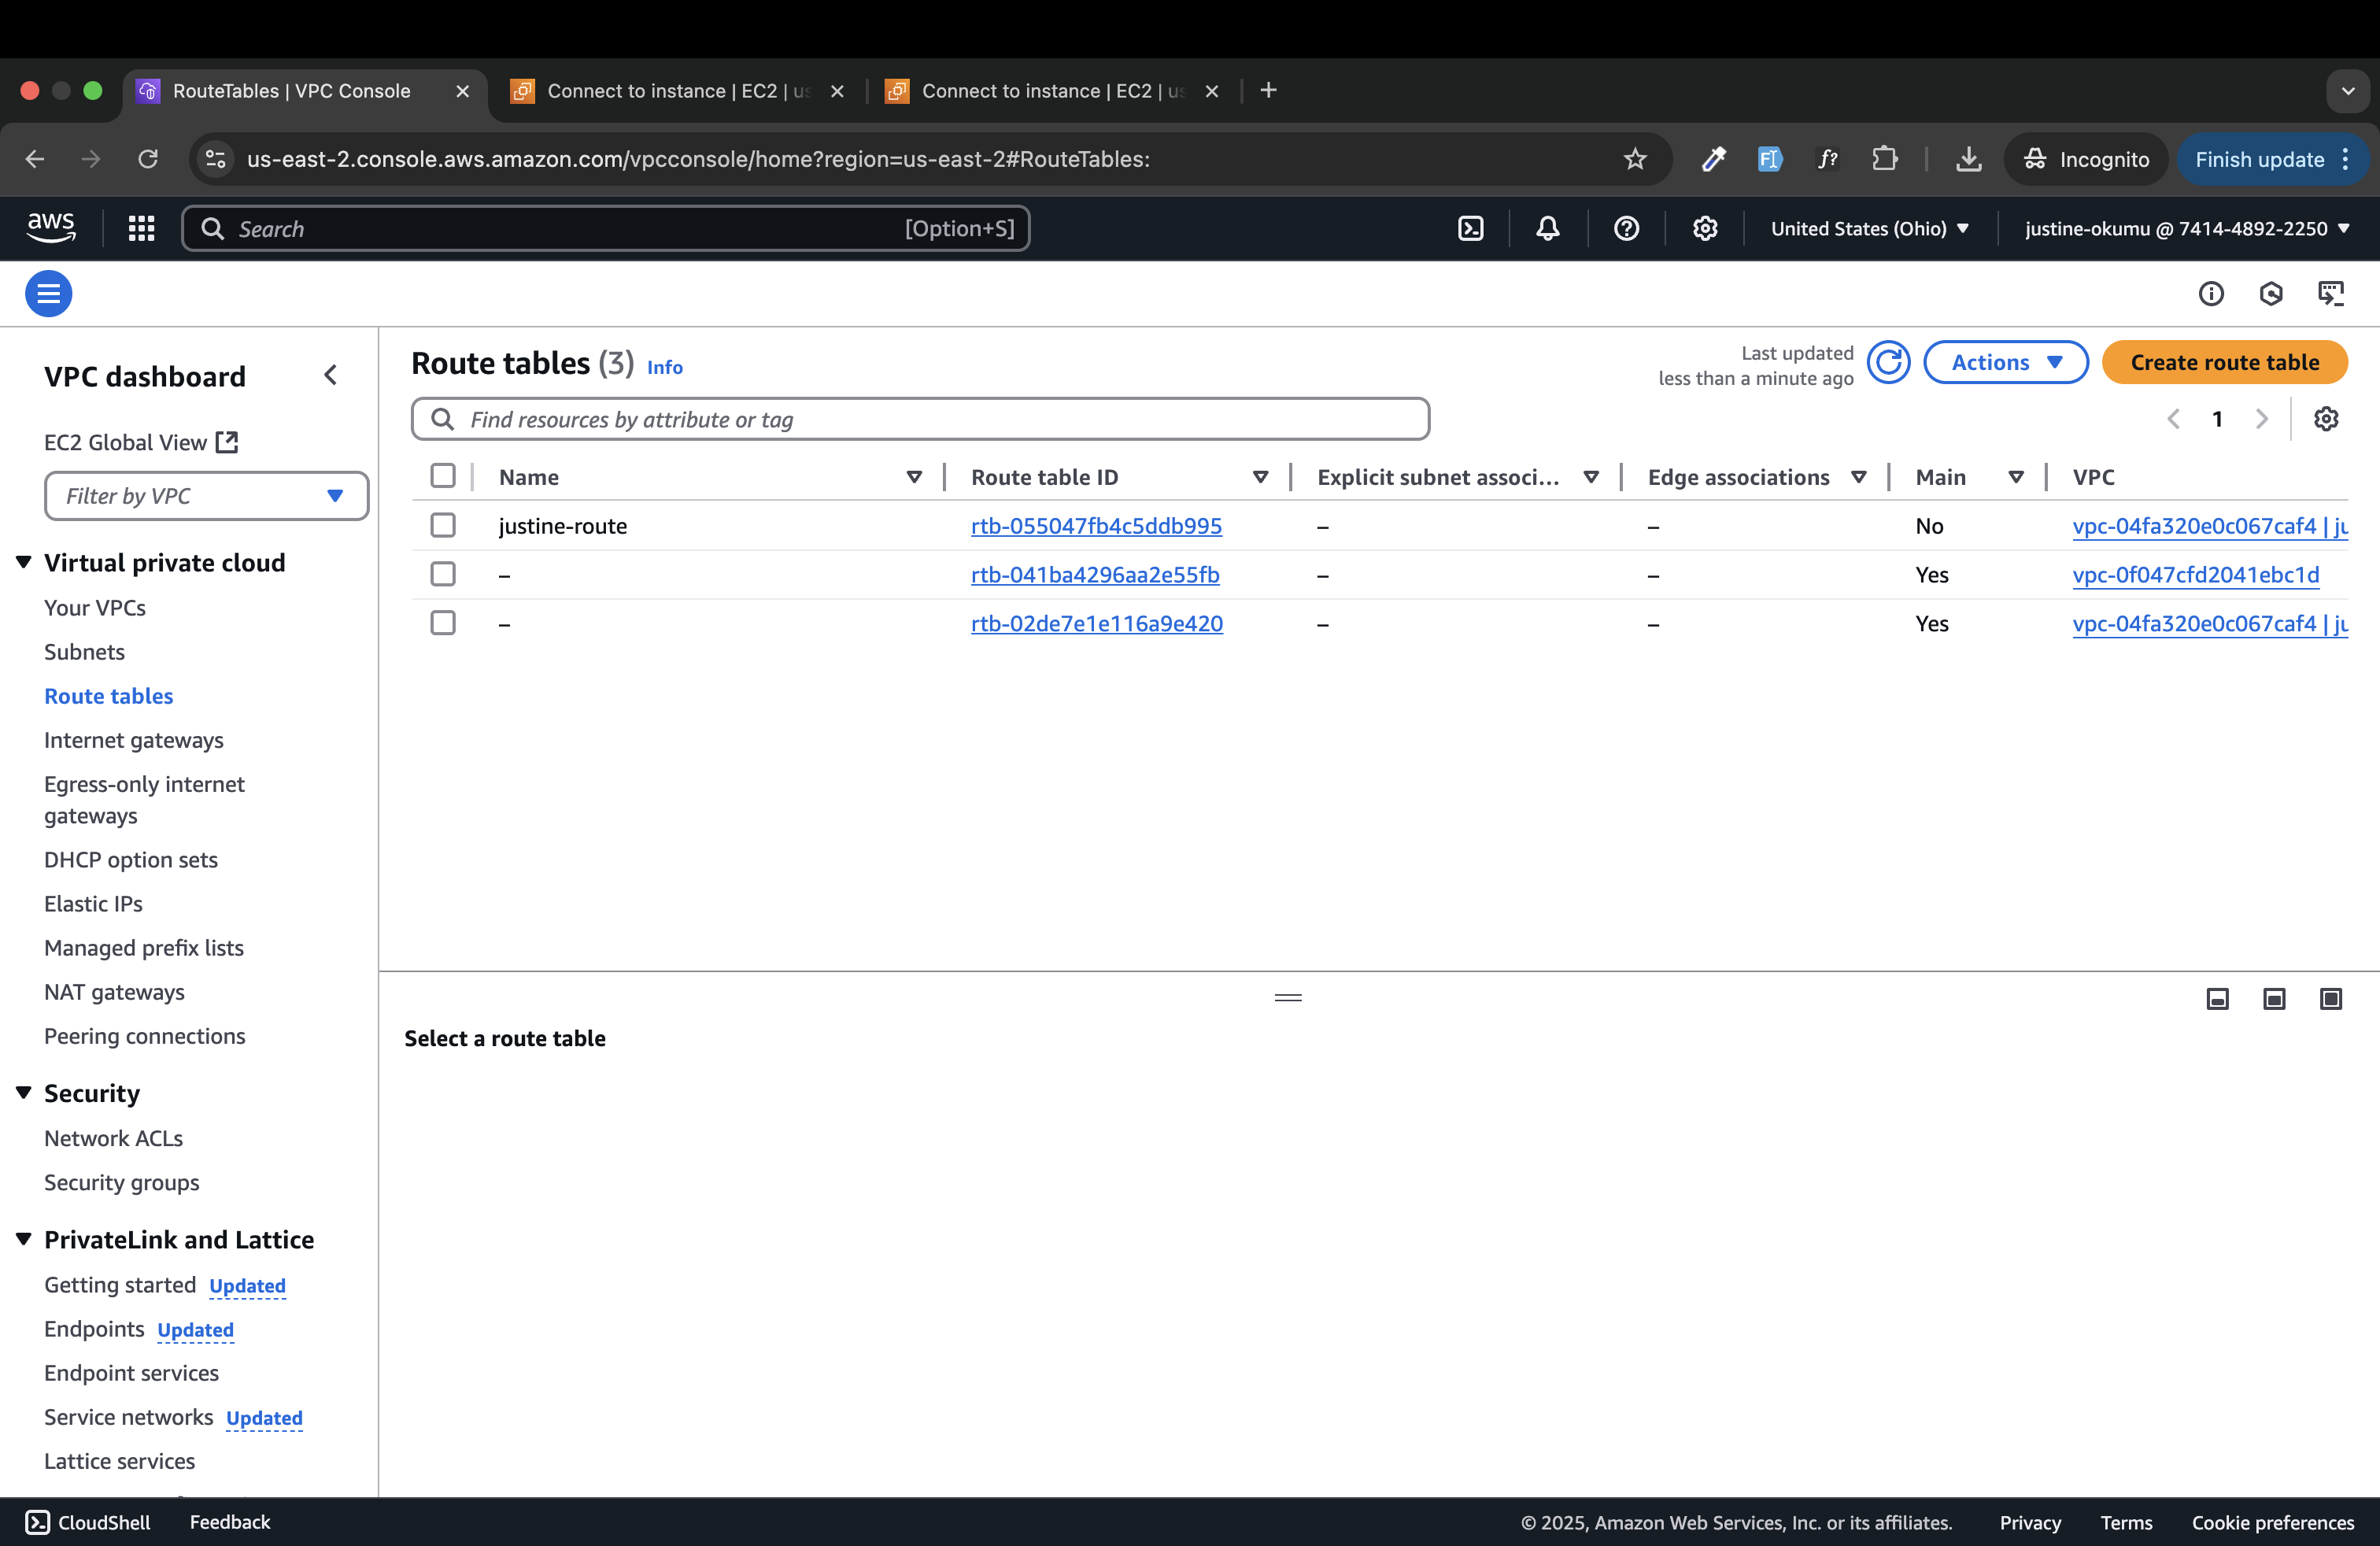 RouteTables | VPC Console
Connect to instance | EC2 | us
Connect to instance | EC2 | us
us-east-2.console.aws.amazon.com/vpcconsole/home?region=us-east-2#RouteTables:
Incognito
Finish update
aws
Search
[Option+S]
United States (Ohio)
justine-okumu @ 7414-4892-2250
VPC dashboard
EC2 Global View
Filter by VPC
Virtual private cloud
Your VPCs
Subnets
Route tables
Internet gateways
Egress-only internet
gateways
DHCP option sets
Elastic IPs
Managed prefix lists
NAT gateways
Peering connections
Security
Network ACLs
Security groups
PrivateLink and Lattice
Getting started Updated
Endpoints Updated
Endpoint services
Service networks Updated
Lattice services
Route tables (3) Info
Last updated
less than a minute ago
Actions
Create route table
Find resources by attribute or tag
1
Name Route table ID Explicit subnet associ... Edge associations Main VPC
justine-route rtb-055047fb4c5ddb995 – – No vpc-04fa320e0c067caf4 | ju
– rtb-041ba4296aa2e55fb – – Yes vpc-0f047cfd2041ebc1d
– rtb-02de7e1e116a9e420 – – Yes vpc-04fa320e0c067caf4 | ju
Select a route table
CloudShell
Feedback
© 2025, Amazon Web Services, Inc. or its affiliates.
Privacy
Terms
Cookie preferences